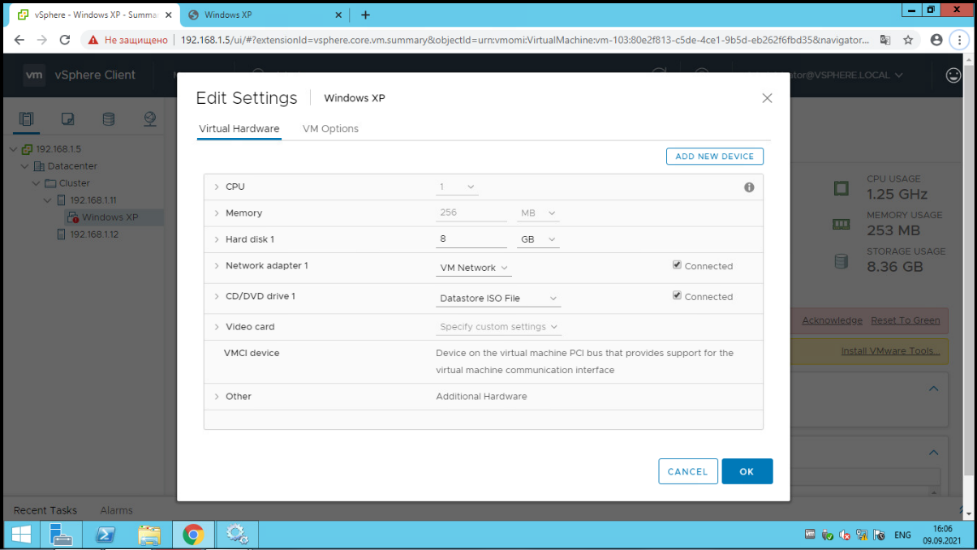 vSphere - Windows XP - Summa
Windows XP
Не защищено
192.168.1.5/ui/#?extensionId=vsphere.core.vm.summary&objectId=urn:vmomi:VirtualMachine:vm-103:80e2f813-c5de-4ce1-9b5d-eb262f6fbd35&navigator...
vm vSphere Client
ator@VSPHERE.LOCAL
192.168.1.5
Datacenter
Cluster
192.168.1.11
Windows XP
192.168.1.12
Edit Settings Windows XP
Virtual Hardware VM Options
ADD NEW DEVICE
CPU 1
Memory 256 MB
Hard disk 1 8 GB
Network adapter 1 VM Network Connected
CD/DVD drive 1 Datastore ISO File Connected
Video card Specify custom settings
VMCI device Device on the virtual machine PCI bus that provides support for the
virtual machine communication interface
Other Additional Hardware
CANCEL OK
CPU USAGE
1.25 GHz
MEMORY USAGE
253 MB
STORAGE USAGE
8.36 GB
Acknowledge Reset To Green
Install VMware Tools...
Recent Tasks Alarms
ENG
16:06
09.09.2021